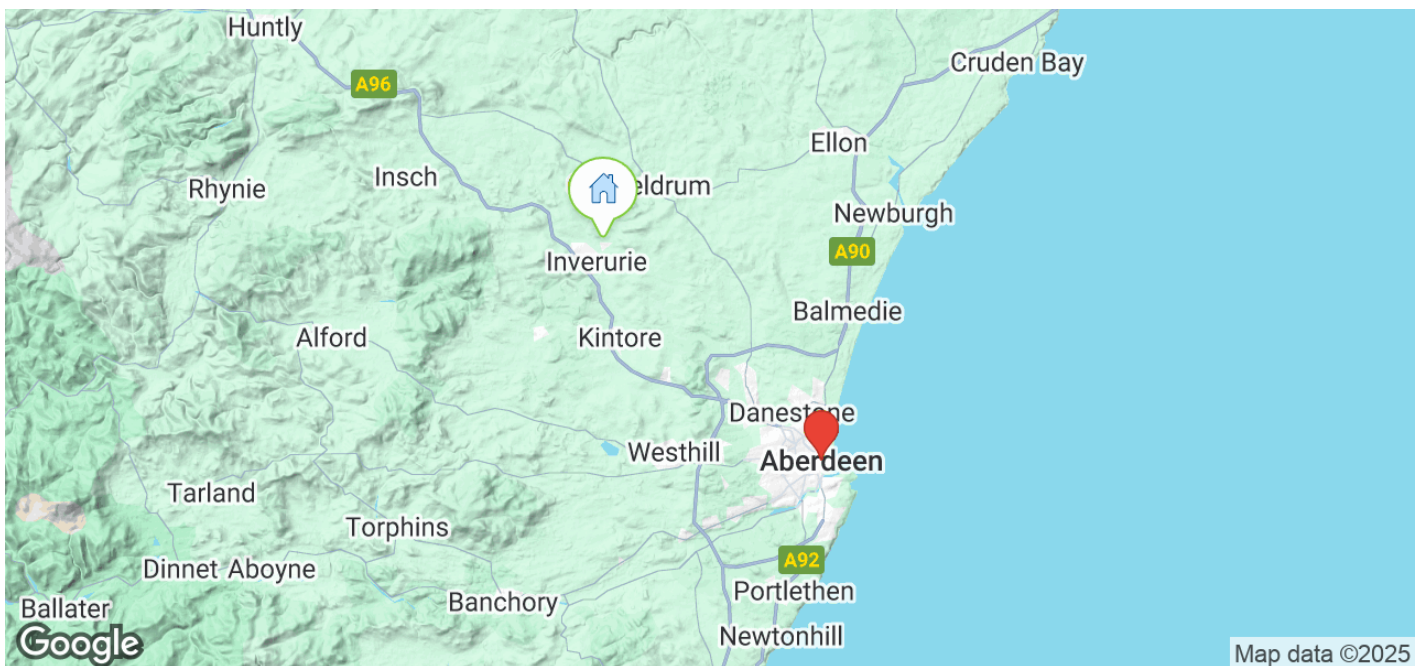 Huntly
Cruden Bay
A96
Ellon
Insch
eldrum
Rhynie
Newburgh
A90
Inverurie
Balmedie
Alford
Kintore
Danestone
Westhill
Aberdeen
Tarland
Torphins
A92
Dinnet Aboyne
Portlethen
Banchory
Ballater
Newtonhill
Google
Map data ©2025